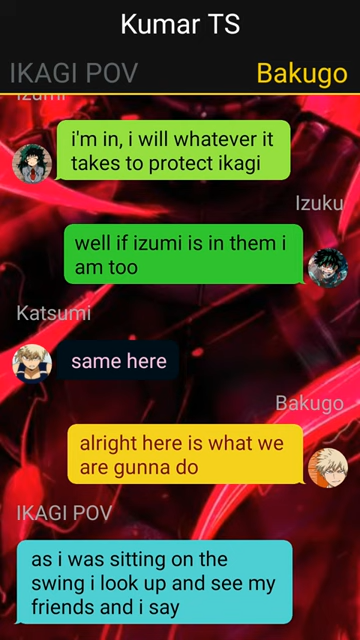 Kumar TS
IKAGI POV
Bakugo
Izumi
i'm in, i will whatever it
takes to protect ikagi
Izuku
well if izumi is in them i
am too
Katsumi
same here
Bakugo
alright here is what we
are gunna do
IKAGI POV
as i was sitting on the
swing i look up and see my
friends and i say